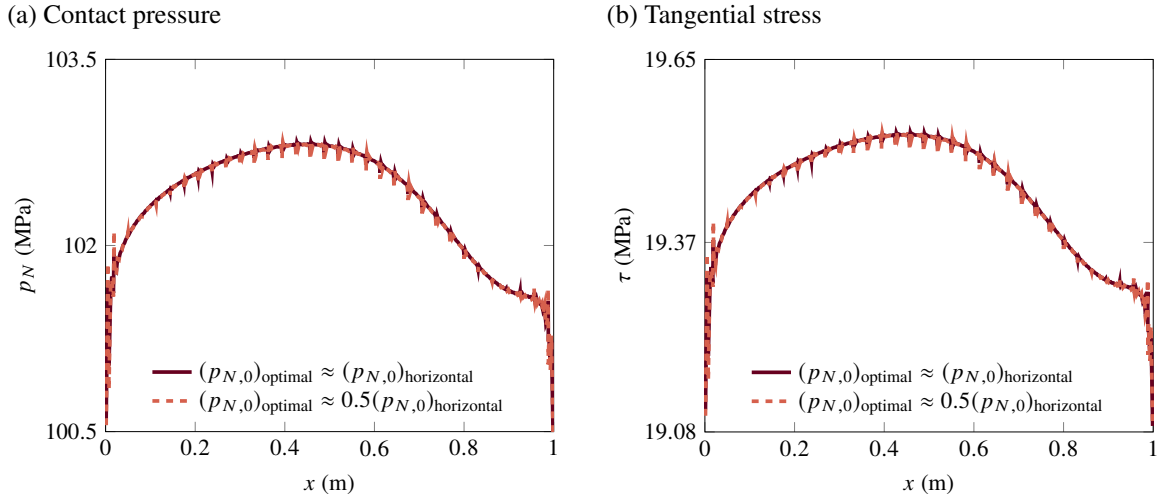 (a) Contact pressure
103.5
102
100.5
p_N (MPa)
(p_{N,0})_optimal ≈ (p_{N,0})_horizontal
(p_{N,0})_optimal ≈ 0.5(p_{N,0})_horizontal
0 0.2 0.4 0.6 0.8 1
x (m)
(b) Tangential stress
19.65
19.37
19.08
τ (MPa)
(p_{N,0})_optimal ≈ (p_{N,0})_horizontal
(p_{N,0})_optimal ≈ 0.5(p_{N,0})_horizontal
0 0.2 0.4 0.6 0.8 1
x (m)